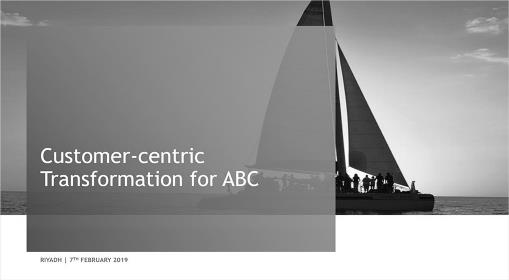 Customer-centric
Transformation for ABC
RIYADH | 7TH FEBRUARY 2019